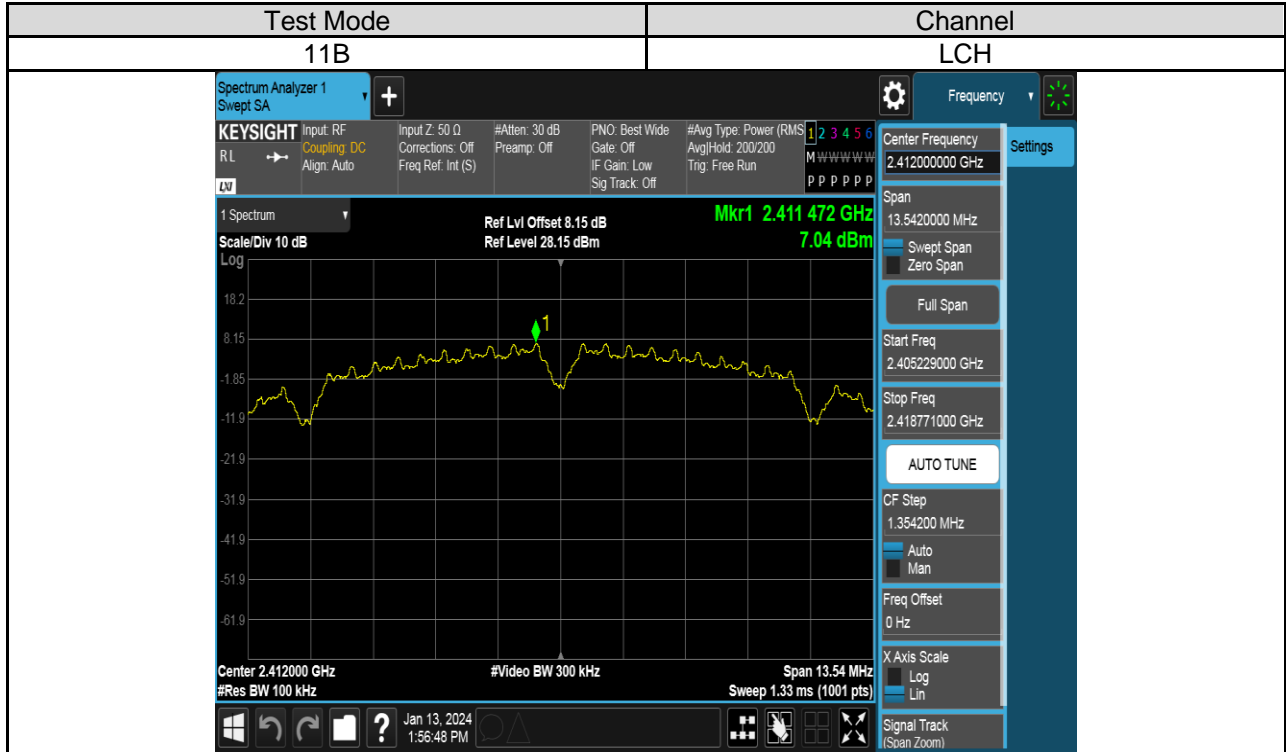 Test Mode Channel
11B LCH
Spectrum Analyzer 1
Swept SA
Frequency
KEYSIGHT
RL
LXI
Input: RF
Coupling: DC
Align: Auto
Input Z: 50 Ω
Corrections: Off
Freq Ref: Int (S)
#Atten: 30 dB
Preamp: Off
PNO: Best Wide
Gate: Off
IF Gain: Low
Sig Track: Off
#Avg Type: Power (RMS
Avg|Hold: 200/200
Trig: Free Run
1 2 3 4 5 6
M W W W W W
P P P P P P
1 Spectrum
Scale/Div 10 dB
Log
Ref Lvl Offset 8.15 dB
Ref Level 28.15 dBm
Mkr1 2.411 472 GHz
7.04 dBm
18.2
8.15
-1.85
-11.9
-21.9
-31.9
-41.9
-51.9
-61.9
1
Center 2.412000 GHz
#Res BW 100 kHz
#Video BW 300 kHz
Span 13.54 MHz
Sweep 1.33 ms (1001 pts)
Center Frequency
2.412000000 GHz
Settings
Span
13.5420000 MHz
Swept Span
Zero Span
Full Span
Start Freq
2.405229000 GHz
Stop Freq
2.418771000 GHz
AUTO TUNE
CF Step
1.354200 MHz
Auto
Man
Freq Offset
0 Hz
X Axis Scale
Log
Lin
Signal Track
(Span Zoom)
?
Jan 13, 2024
1:56:48 PM